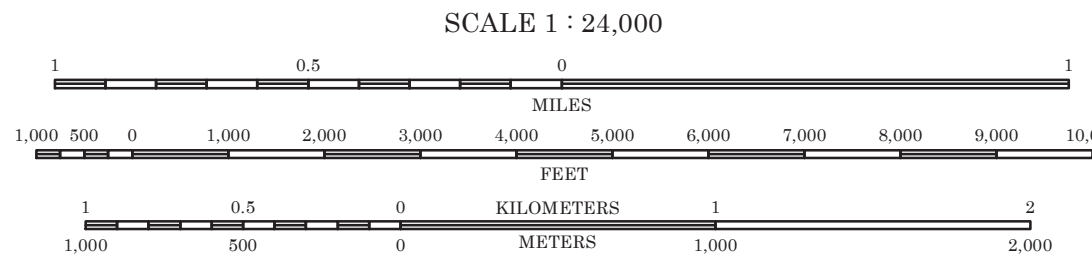 SCALE 1 : 24,000
1 0.5 0 1
MILES
1,000 500 0 1,000 2,000 3,000 4,000 5,000 6,000 7,000 8,000 9,000
FEET
1 0.5 0 KILOMETERS 1 2
1,000 500 0 METERS 1,000 2,000